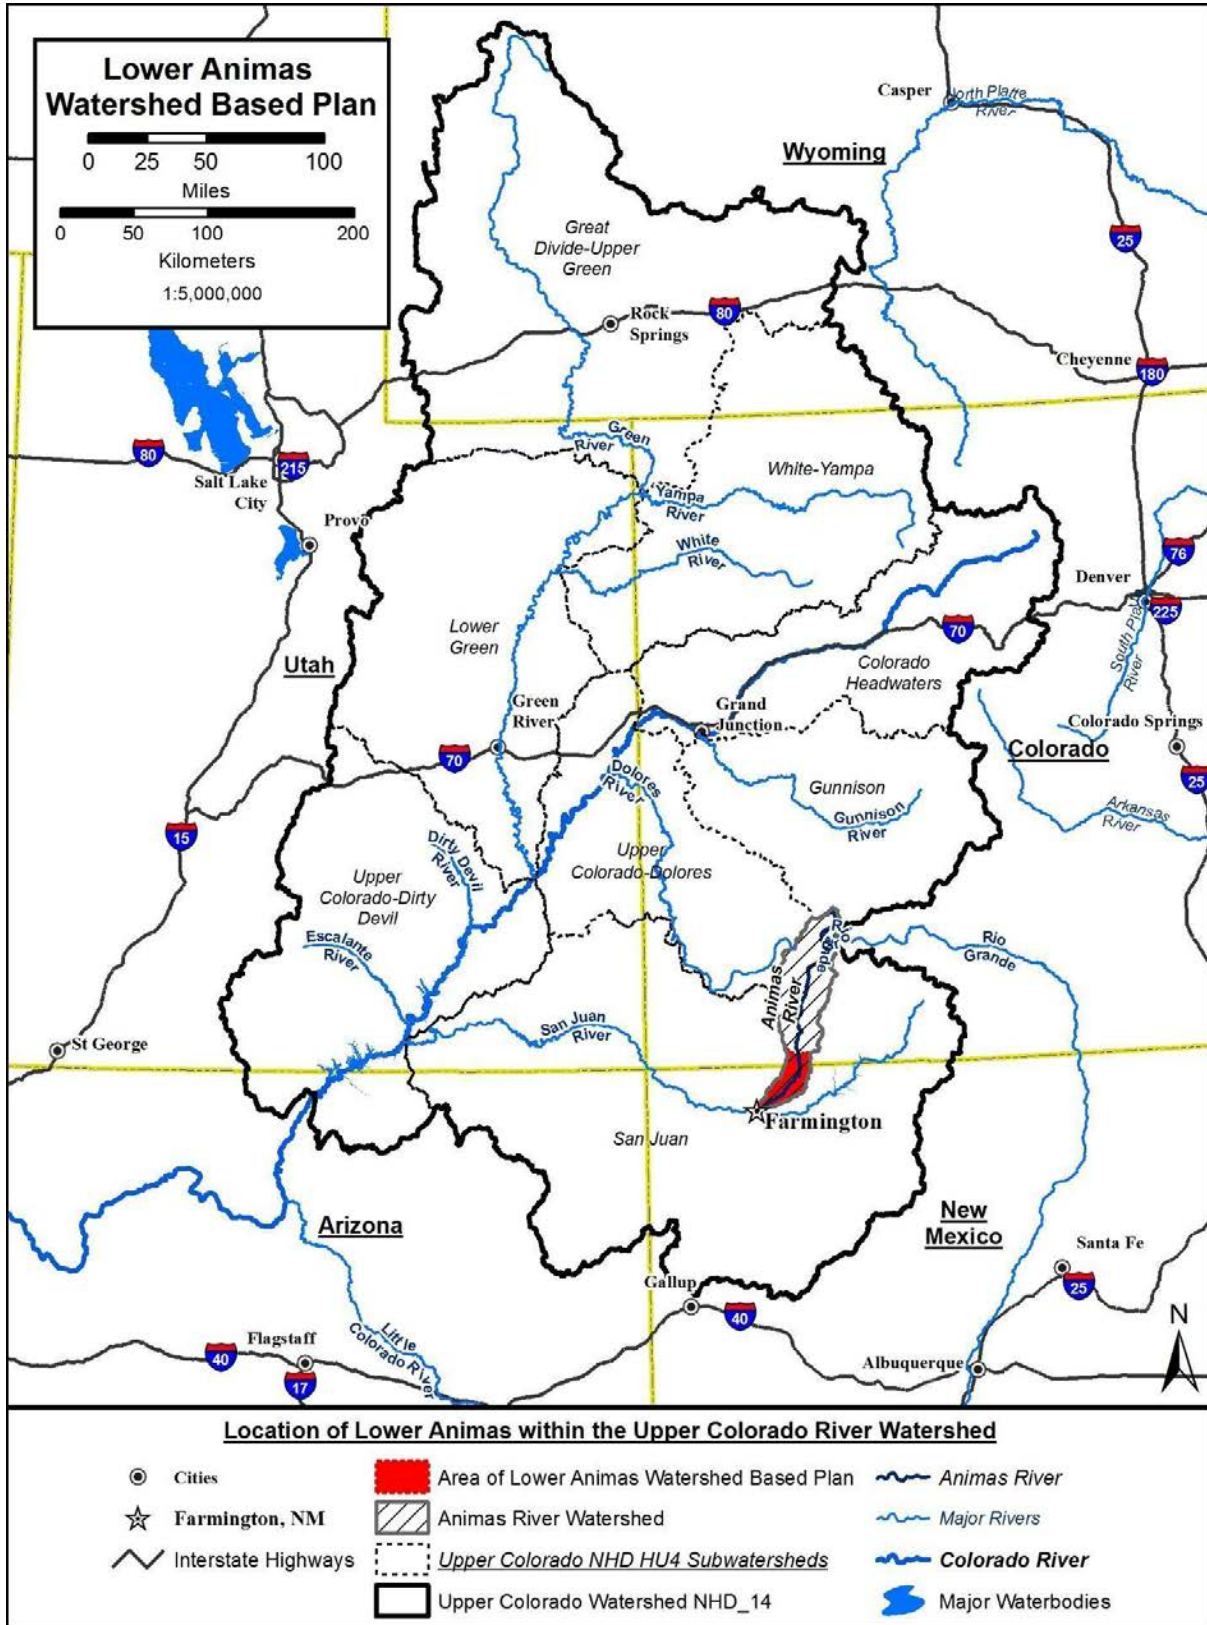 Lower Animas
Watershed Based Plan
0 25 50 100
Miles
0 50 100 200
Kilometers
1:5,000,000
Casper
North Platte
River
Wyoming
25
Great
Divide-Upper
Green
Rock
Springs
80
Cheyenne
180
80
215
Salt Lake
City
Green
River
White-Yampa
Yampa
River
Provo
White
River
76
Denver
225
South Platte
River
70
Lower
Green
Utah
Colorado
Headwaters
Green
River
Grand
Junction
Colorado Springs
Colorado
70
25
Dolores
River
Gunnison
Gunnison
River
Arkansas
River
15
Dirty Devil
River
Upper
Colorado-Dolores
Upper
Colorado-Dirty
Devil
Escalante
River
Rio
Grande
Rio
Grande
Animas
River
San Juan
River
St George
Farmington
San Juan
Arizona
New
Mexico
Santa Fe
25
Gallup
40
N
Flagstaff
40
17
Little
Colorado River
Albuquerque
Location of Lower Animas within the Upper Colorado River Watershed
Cities
Farmington, NM
Interstate Highways
Area of Lower Animas Watershed Based Plan
Animas River Watershed
Upper Colorado NHD HU4 Subwatersheds
Upper Colorado Watershed NHD_14
Animas River
Major Rivers
Colorado River
Major Waterbodies